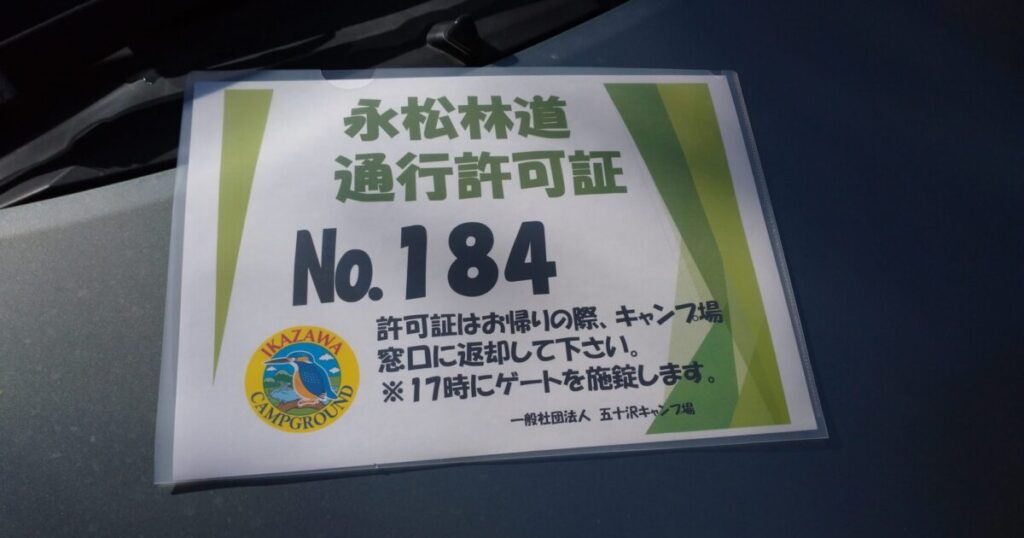 永松林道
通行許可証
No.184
許可証はお帰りの際、キャンプ場
窓口に返却して下さい。
※17時にゲートを施錠します。
一般社団法人 五十沢キャンプ場
IKAZAWA
CAMPGROUND